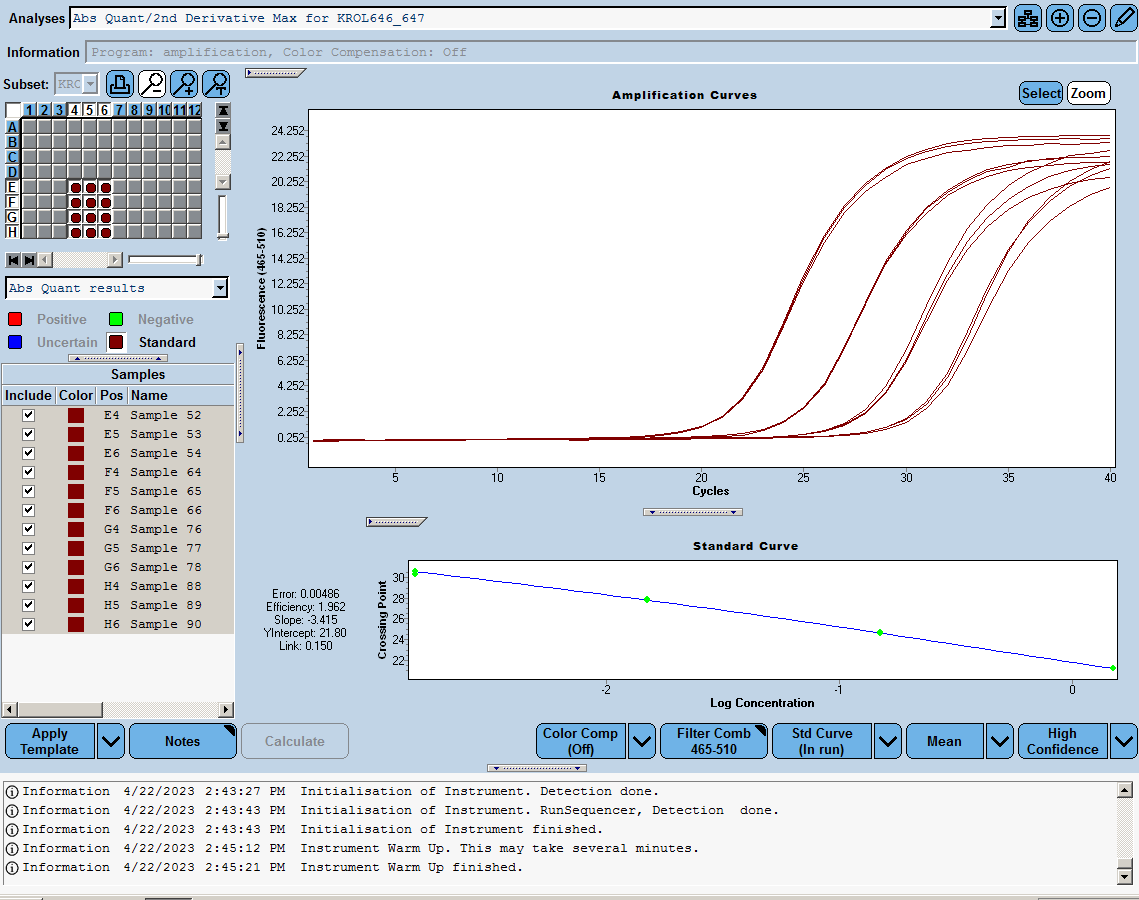 Analyses Abs Quant/2nd Derivative Max for KROL646_647
Information Program: amplification, Color Compensation: Off
Subset: KRO
1 2 3 4 5 6 7 8 9 10 11 12
A
B
C
D
E
F
G
H
Abs Quant results
Positive Negative
Uncertain Standard
Samples
Include Color Pos Name
E4 Sample 52
E5 Sample 53
E6 Sample 54
F4 Sample 64
F5 Sample 65
F6 Sample 66
G4 Sample 76
G5 Sample 77
G6 Sample 78
H4 Sample 88
H5 Sample 89
H6 Sample 90
Amplification Curves
Select Zoom
Fluorescence (465-510)
24.252
22.252
20.252
18.252
16.252
14.252
12.252
10.252
8.252
6.252
4.252
2.252
0.252
5 10 15 20 25 30 35 40
Cycles
Standard Curve
Error: 0.00486
Efficiency: 1.962
Slope: -3.415
YIntercept: 21.80
Link: 0.150
Crossing Point
30
28
26
24
22
-2 -1 0
Log Concentration
Apply Template
Notes
Calculate
Color Comp (Off)
Filter Comb 465-510
Std Curve (In run)
Mean
High Confidence
Information 4/22/2023 2:43:27 PM Initialisation of Instrument. Detection done.
Information 4/22/2023 2:43:43 PM Initialisation of Instrument. RunSequencer, Detection done.
Information 4/22/2023 2:43:43 PM Initialisation of Instrument finished.
Information 4/22/2023 2:45:12 PM Instrument Warm Up. This may take several minutes.
Information 4/22/2023 2:45:21 PM Instrument Warm Up finished.